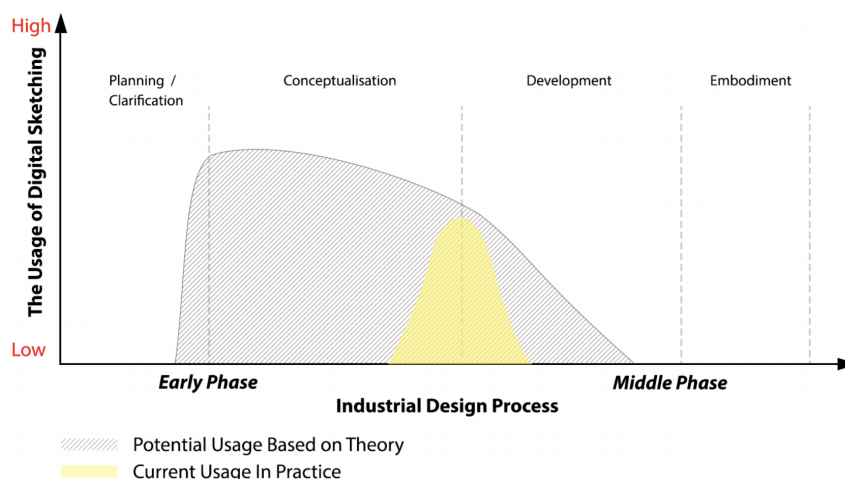 High
The Usage of Digital Sketching
Low
Planning /
Clarification
Conceptualisation
Development
Embodiment
Early Phase
Middle Phase
Industrial Design Process
Potential Usage Based on Theory
Current Usage In Practice